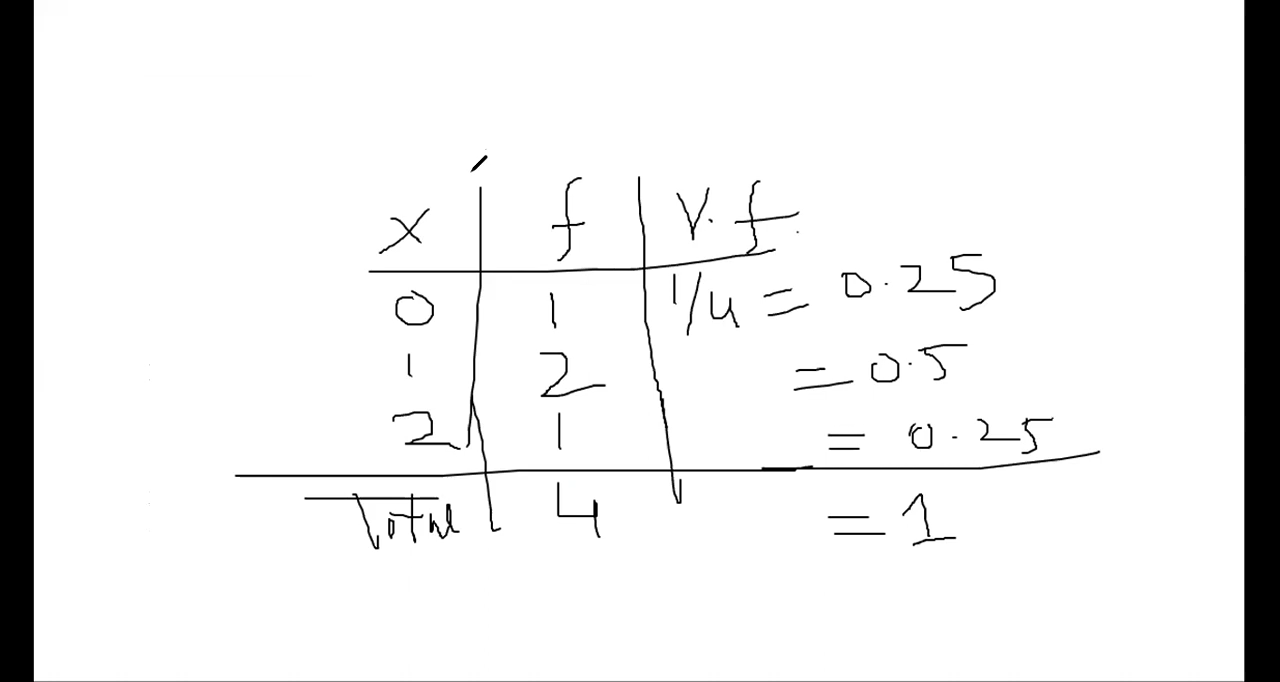 x f r.f.
0 1 1/4 = 0.25
1 2 = 0.5
2 1 = 0.25
Total 4 = 1